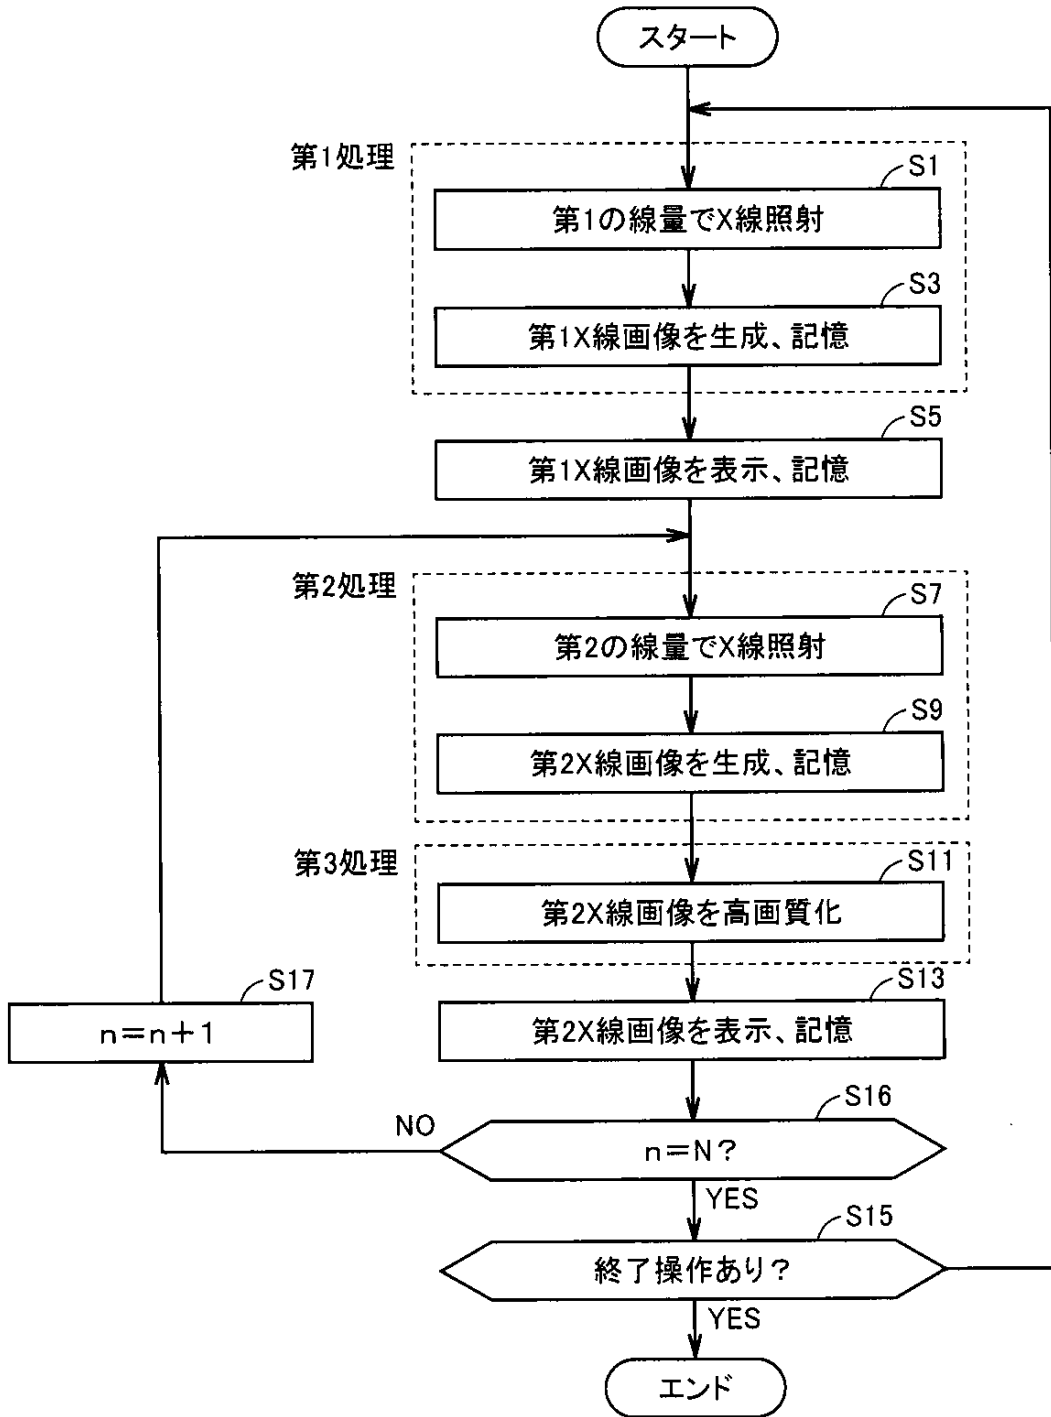 スタート
第1処理
S1
第1の線量でX線照射
S3
第1X線画像を生成、記憶
S5
第1X線画像を表示、記憶
第2処理
S7
第2の線量でX線照射
S9
第2X線画像を生成、記憶
第3処理
S11
第2X線画像を高画質化
S13
第2X線画像を表示、記憶
S17
n=n+1
S16
NO
n=N?
YES
S15
終了操作あり?
YES
エンド